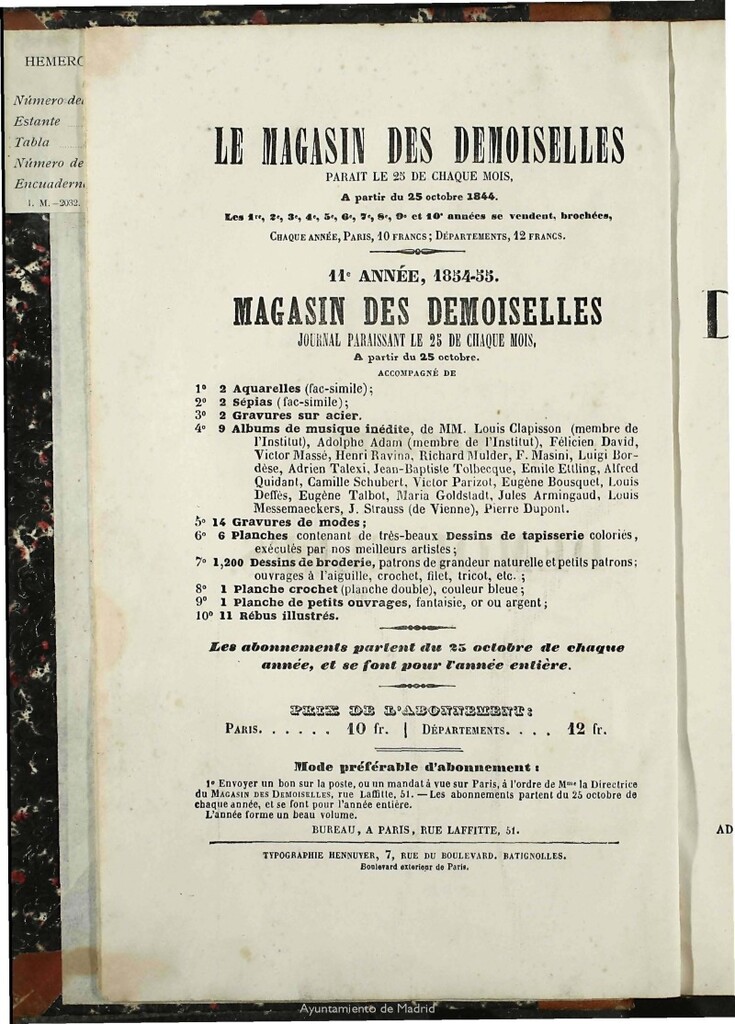 HEMERO
Número de
Estante
Tabla
Número de
Encuadern
1. M.—2032.
LE MAGASIN DES DEMOISELLES
PARAIT LE 25 DE CHAQUE MOIS,
A partir du 25 octobre 1844.
Les 1re, 2e, 3e, 4e, 5e, 6e, 7e, 8e, 9e et 10e années se vendent, brochées,
CHAQUE ANNÉE, PARIS, 10 FRANCS; DÉPARTEMENTS, 12 FRANCS.
11e ANNÉE, 1854-55.
MAGASIN DES DEMOISELLES
JOURNAL PARAISSANT LE 25 DE CHAQUE MOIS,
A partir du 25 octobre.
ACCOMPAGNÉ DE
1° 2 Aquarelles (fac-simile);
2° 2 Sépias (fac-simile);
3° 2 Gravures sur acier.
4° 9 Albums de musique inédite, de MM. Louis Clapisson (membre de
l'Institut), Adolphe Adam (membre de l'Institut), Félicien David,
Victor Massé, Henri Ravina, Richard Mulder, F. Masini, Luigi Bor-
dèse, Adrien Talexi, Jean-Baptiste Tolbecque, Emile Ettling, Alfred
Quidant, Camille Schubert, Victor Parizot, Eugène Bousquet, Louis
Deffès, Eugène Talbot, Maria Goldstadt, Jules Armingaud, Louis
Messemaeckers, J. Strauss (de Vienne), Pierre Dupont.
5° 14 Gravures de modes;
6° 6 Planches contenant de très-beaux Dessins de tapisserie coloriés,
exécutés par nos meilleurs artistes;
7° 1,200 Dessins de broderie, patrons de grandeur naturelle et petits patrons;
ouvrages à l'aiguille, crochet, filet, tricot, etc.;
8° 1 Planche crochet (planche double), couleur bleue;
9° 1 Planche de petits ouvrages, fantaisie, or ou argent;
10° 11 Rébus illustrés.
Les abonnements partent du 25 octobre de chaque
année, et se font pour l'année entière.
PRIX DE L'ABONNEMENT:
PARIS. . . . . . 10 fr. | DÉPARTEMENTS. . . . 12 fr.
Mode préférable d'abonnement:
1° Envoyer un bon sur la poste, ou un mandat à vue sur Paris, à l'ordre de Mme la Directrice
du MAGASIN DES DEMOISELLES, rue Laffitte, 51. — Les abonnements partent du 25 octobre de
chaque année, et se font pour l'année entière.
L'année forme un beau volume.
BUREAU, A PARIS, RUE LAFFITTE, 51.
TYPOGRAPHIE HENNUYER, 7, RUE DU BOULEVARD. BATIGNOLLES.
Boulevard exterieur de Paris.
D
AD
Ayuntamiento de Madrid